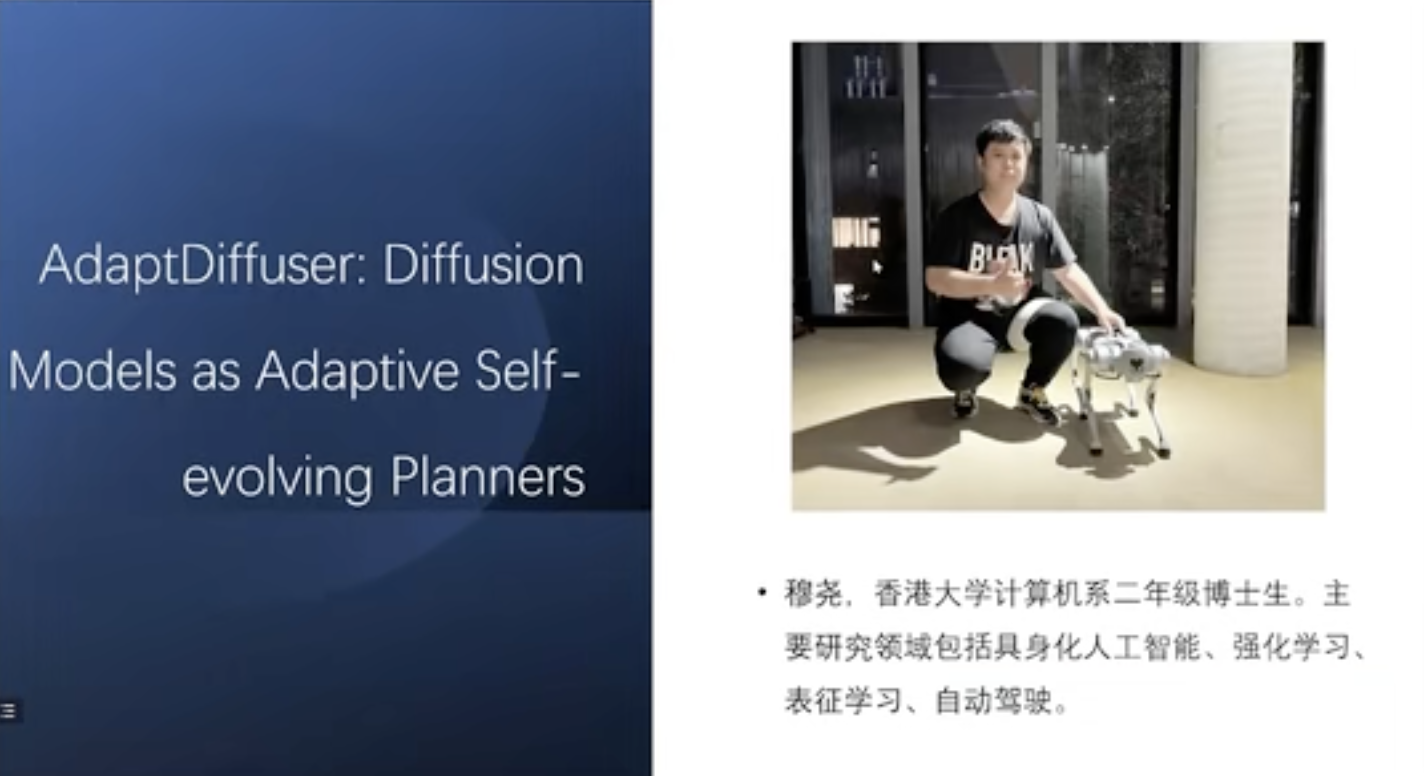 AdaptDiffuser: Diffusion
Models as Adaptive Self-
evolving Planners
• 穆尧，香港大学计算机系二年级博士生。主
要研究领域包括具身化人工智能、强化学习、
表征学习、自动驾驶。